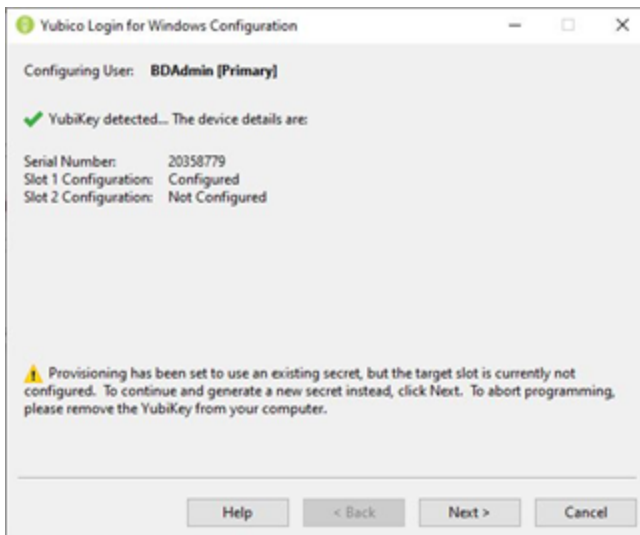 Yubico Login for Windows Configuration
Configuring User: BDAdmin [Primary]
YubiKey detected... The device details are:
Serial Number: 20358779
Slot 1 Configuration: Configured
Slot 2 Configuration: Not Configured
Provisioning has been set to use an existing secret, but the target slot is currently not
configured. To continue and generate a new secret instead, click Next. To abort programming,
please remove the YubiKey from your computer.
Help < Back Next > Cancel